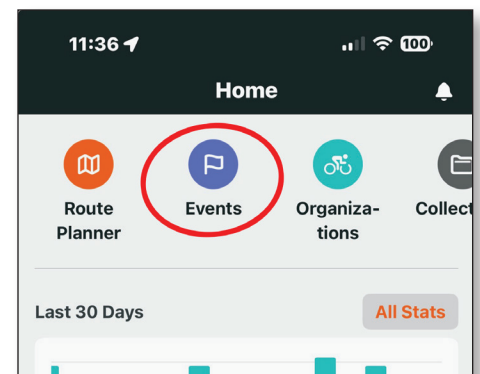 11:36
100
Home
Route
Planner
Events
Organiza-
tions
Collect
Last 30 Days
All Stats